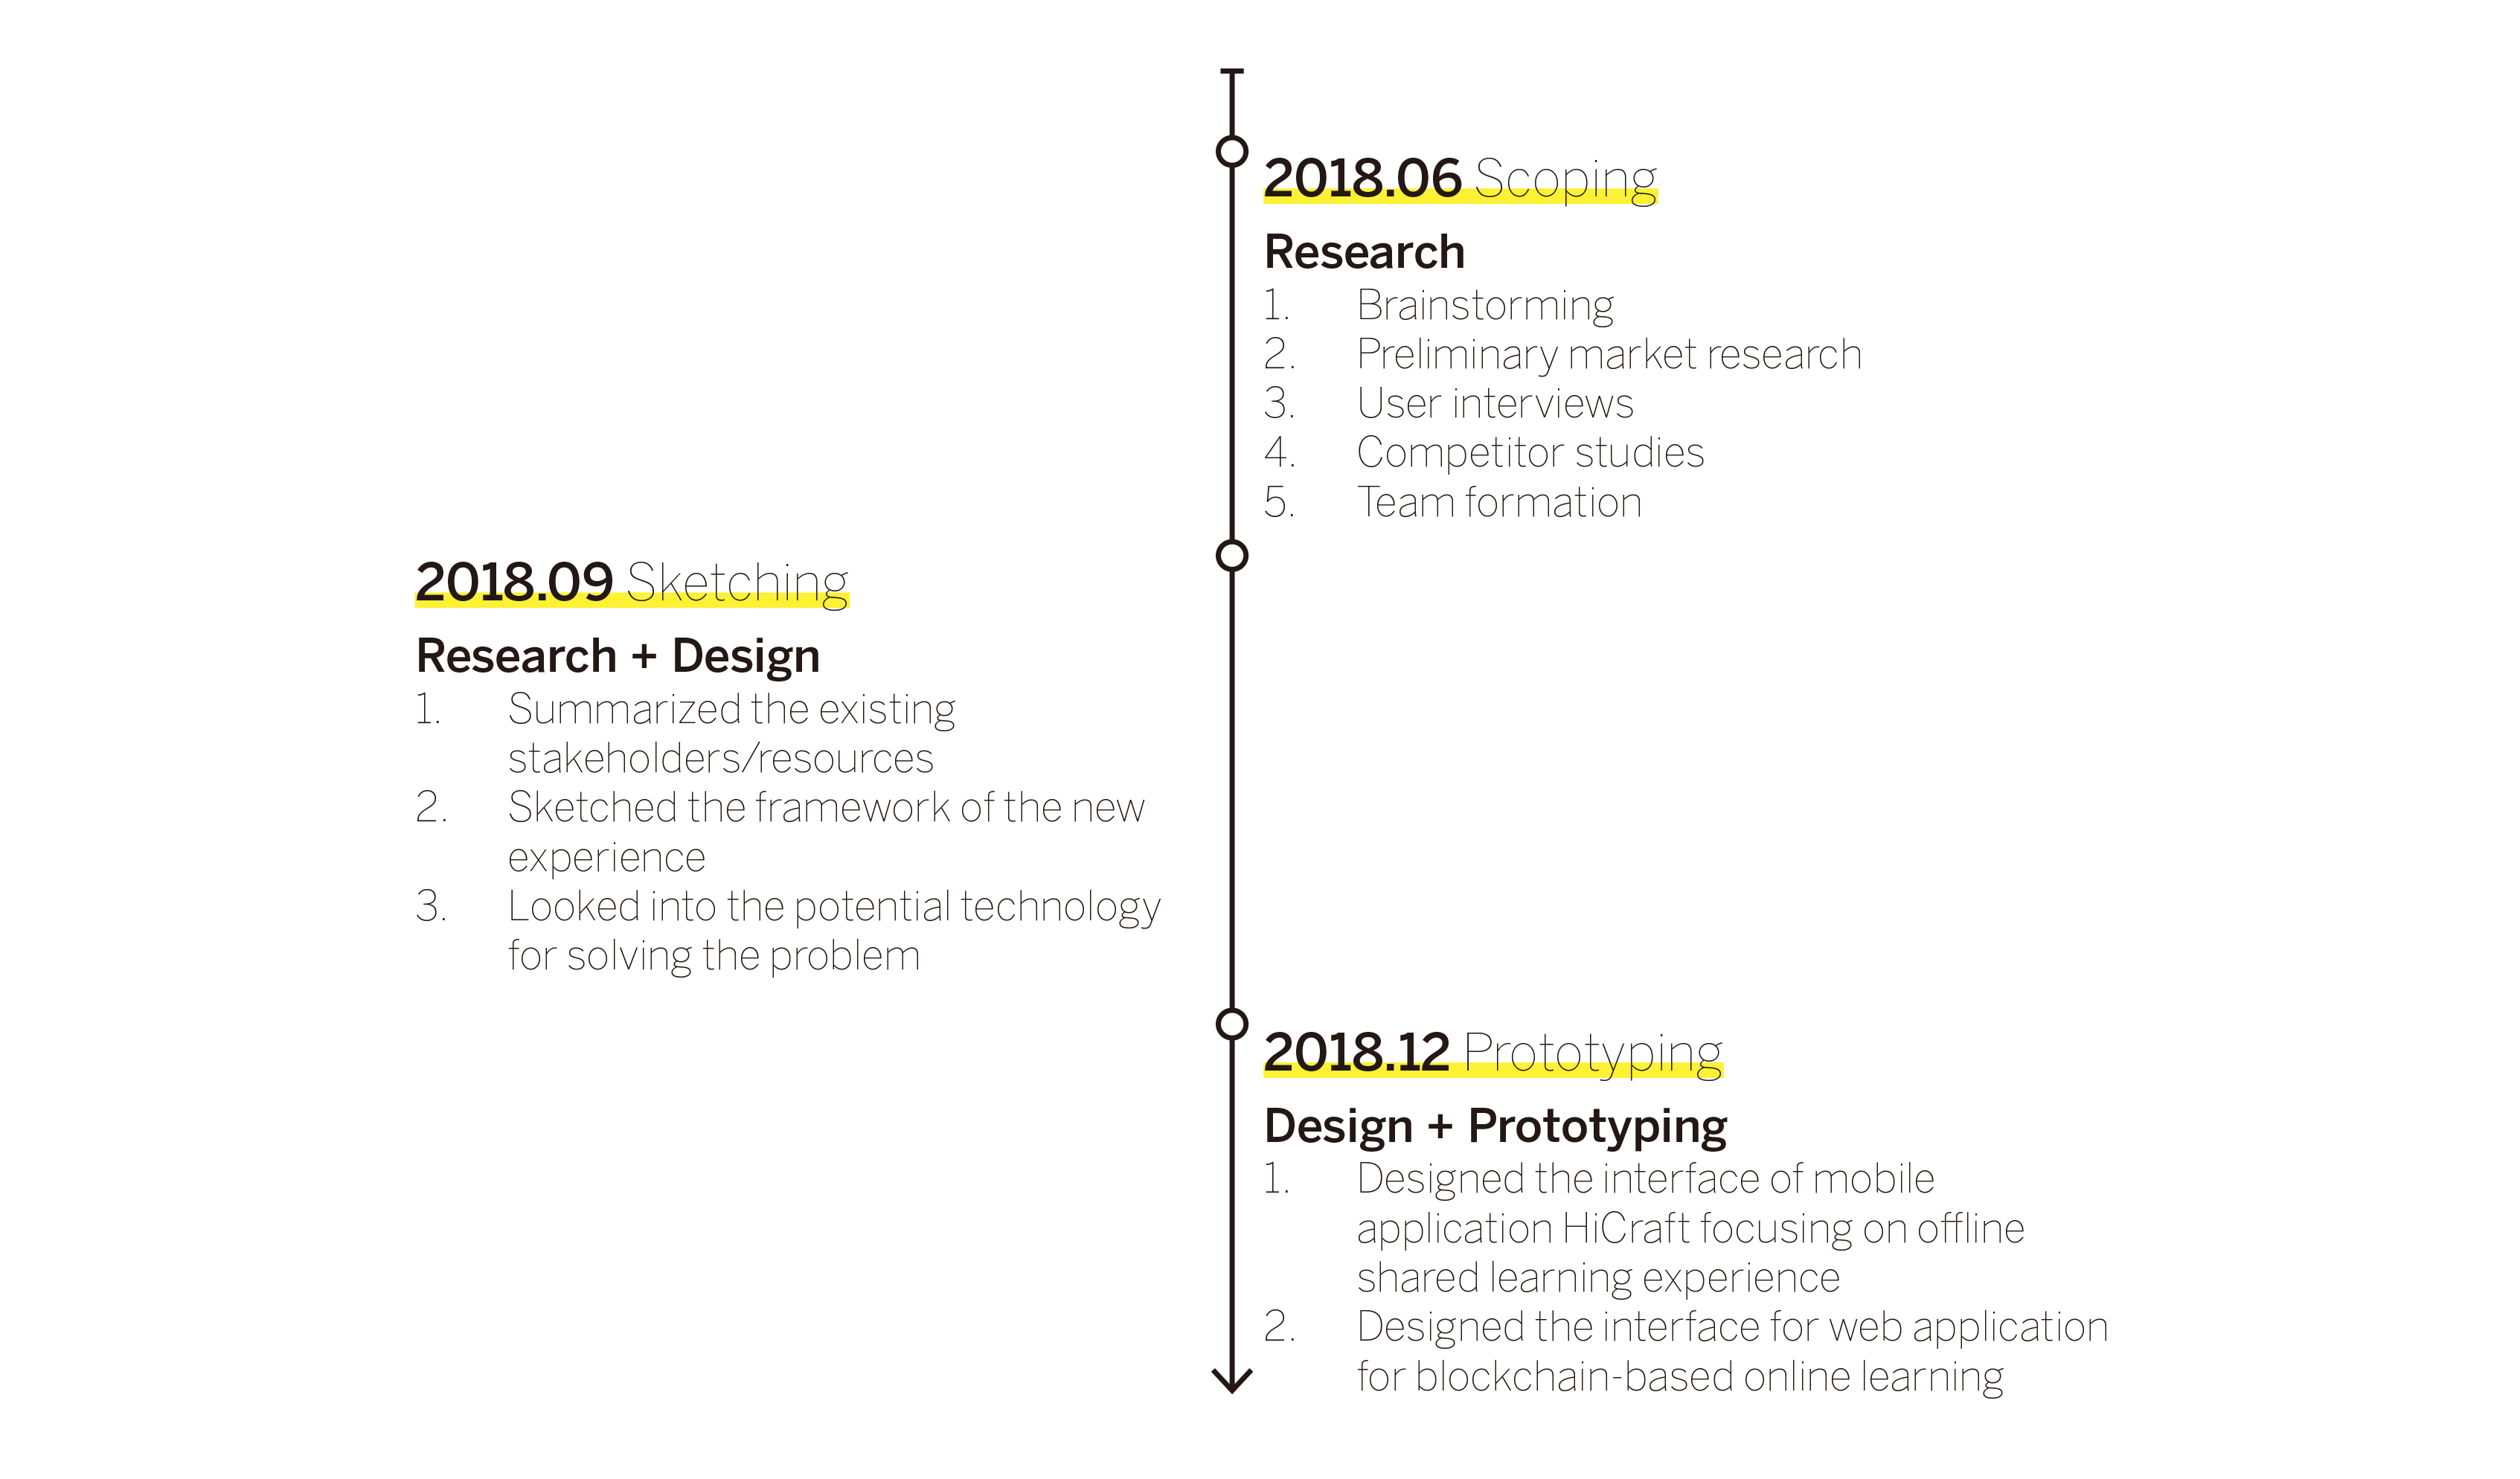 2018.06 Scoping
Research
1. Brainstorming
2. Preliminary market research
3. User interviews
4. Competitor studies
5. Team formation
2018.09 Sketching
Research + Design
1. Summarized the existing
stakeholders/resources
2. Sketched the framework of the new
experience
3. Looked into the potential technology
for solving the problem
2018.12 Prototyping
Design + Prototyping
1. Designed the interface of mobile
application HiCraft focusing on offline
shared learning experience
2. Designed the interface for web application
for blockchain-based online learning